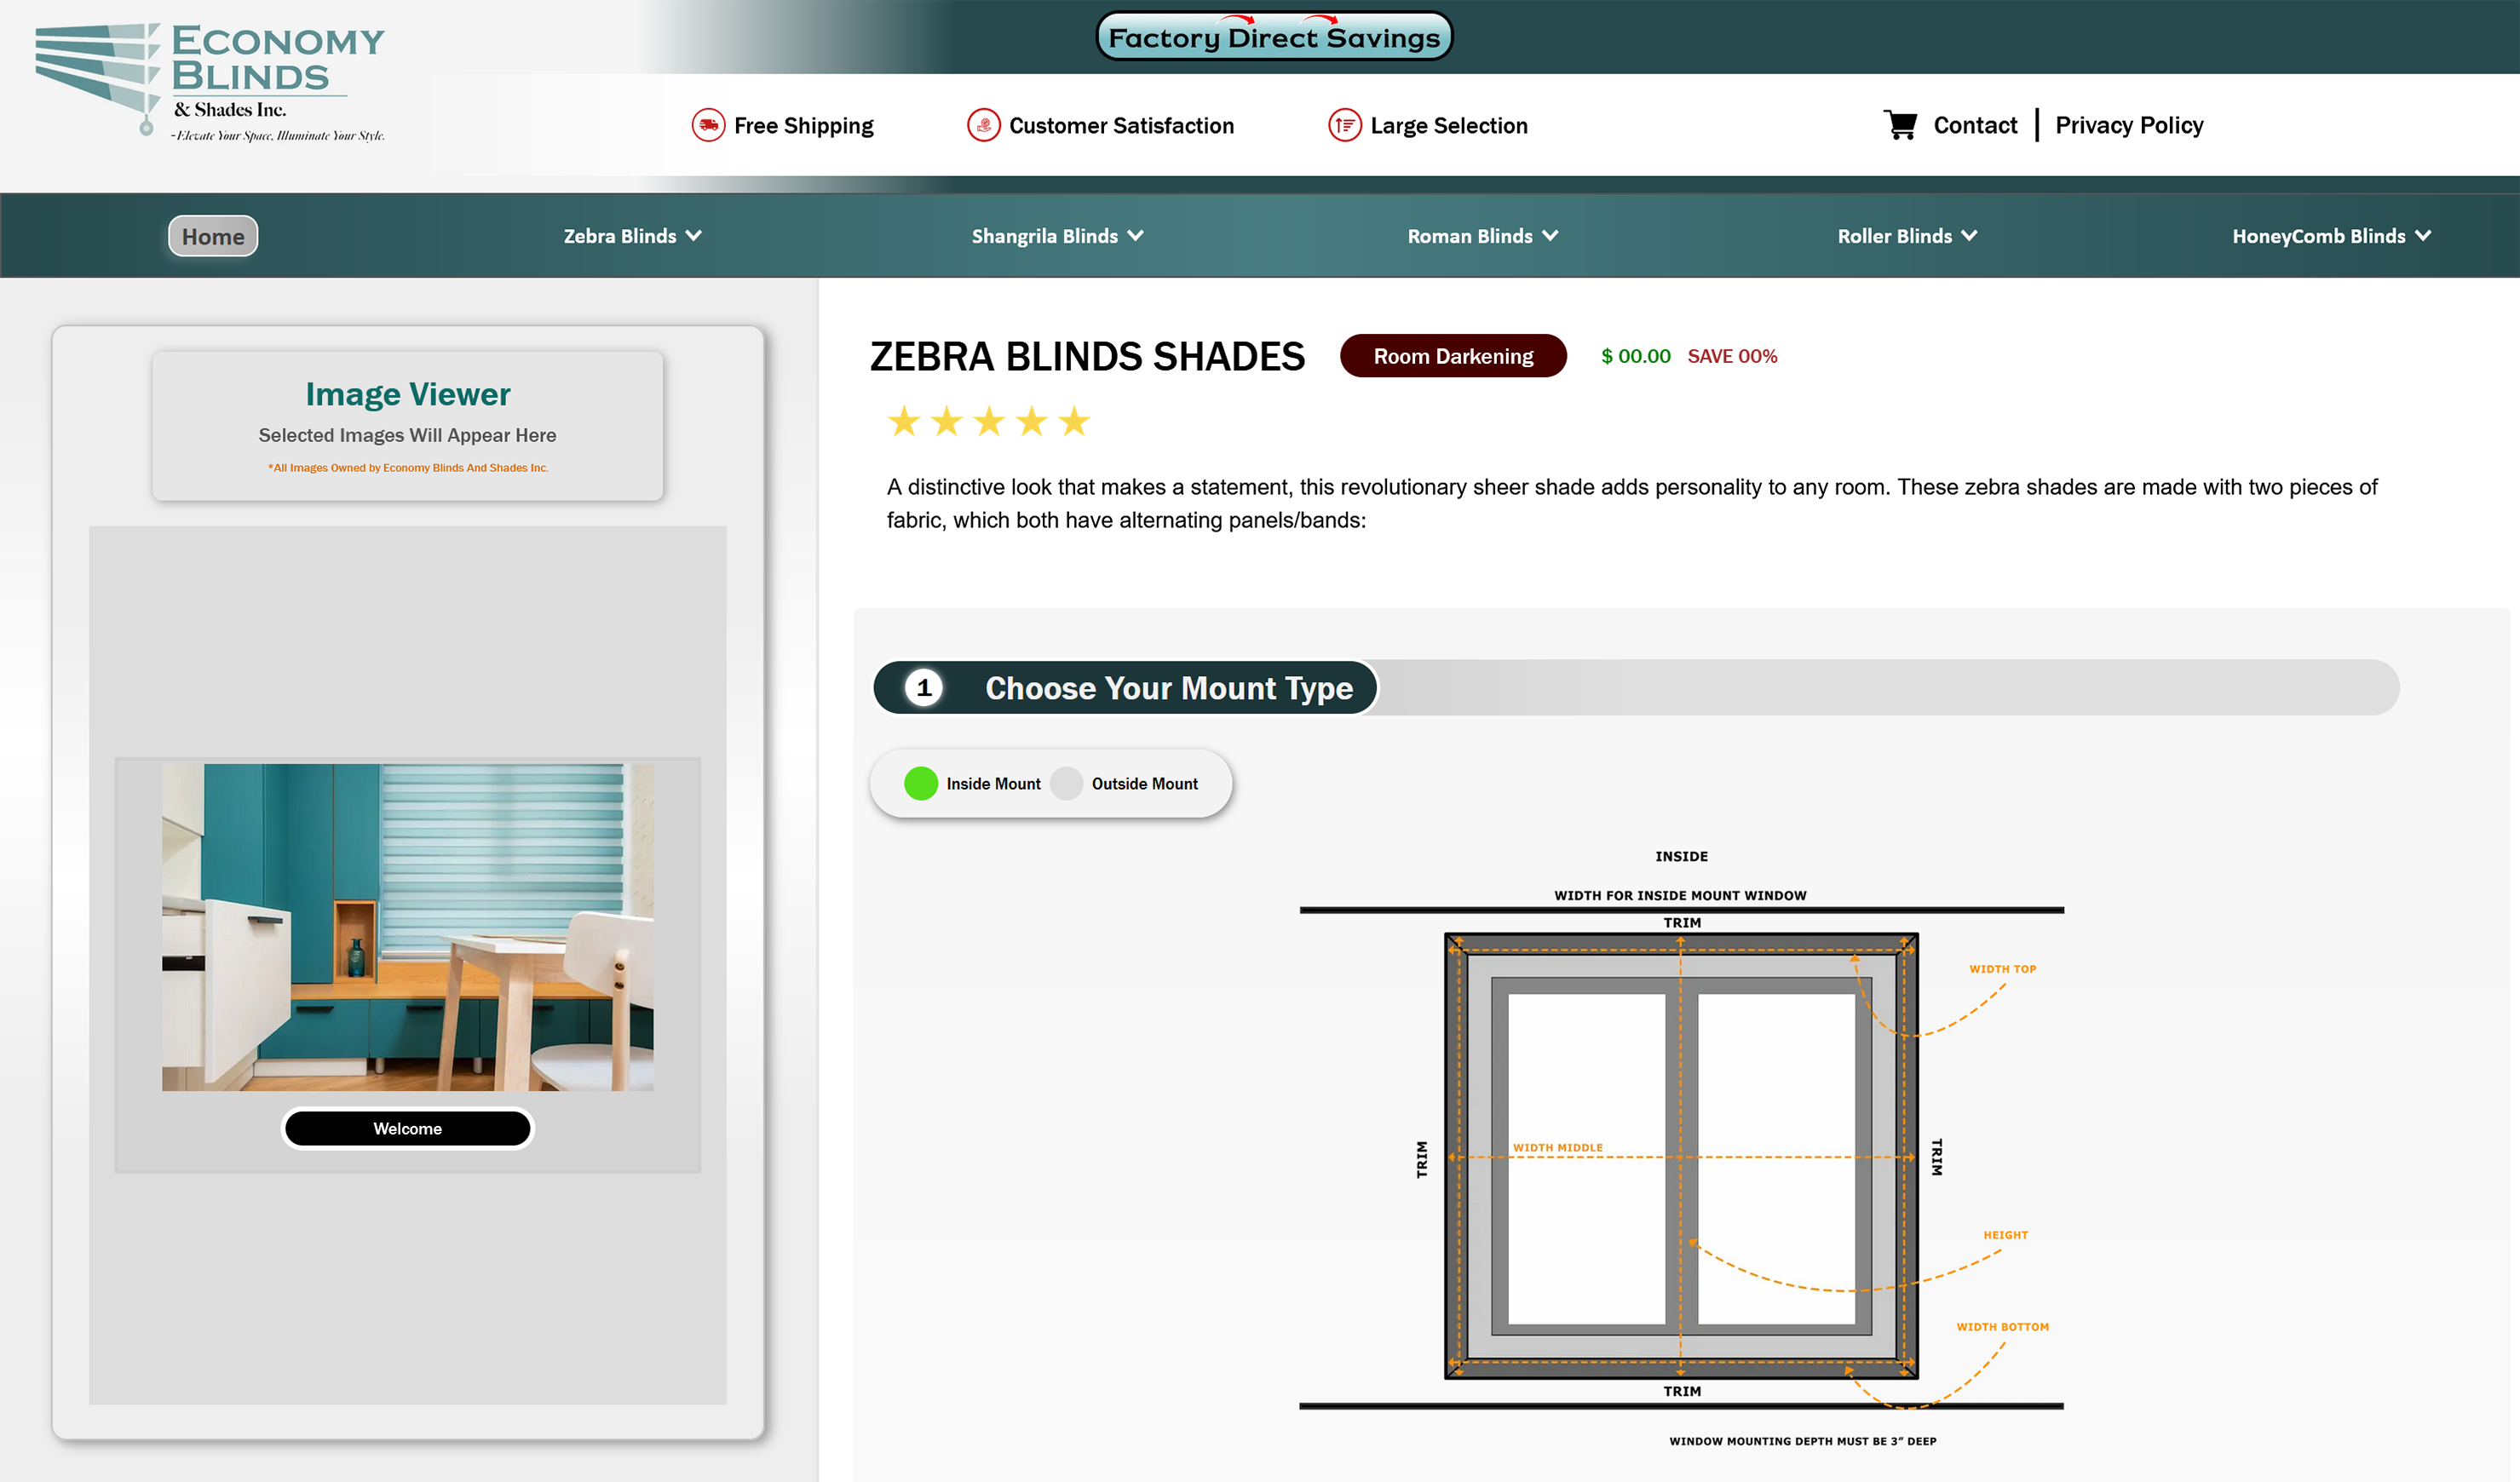 ECONOMY
BLINDS
& Shades Inc.
-Elevate Your Space, Illuminate Your Style.
Factory Direct Savings
Free Shipping
Customer Satisfaction
Large Selection
Contact | Privacy Policy
Home
Zebra Blinds
Shangrila Blinds
Roman Blinds
Roller Blinds
HoneyComb Blinds
Image Viewer
Selected Images Will Appear Here
*All Images Owned by Economy Blinds And Shades Inc.
Welcome
ZEBRA BLINDS SHADES
Room Darkening
$ 00.00 SAVE 00%
A distinctive look that makes a statement, this revolutionary sheer shade adds personality to any room. These zebra shades are made with two pieces of
fabric, which both have alternating panels/bands:
1 Choose Your Mount Type
Inside Mount
Outside Mount
INSIDE
WIDTH FOR INSIDE MOUNT WINDOW
TRIM
WIDTH TOP
WIDTH MIDDLE
TRIM
TRIM
HEIGHT
WIDTH BOTTOM
TRIM
WINDOW MOUNTING DEPTH MUST BE 3″ DEEP